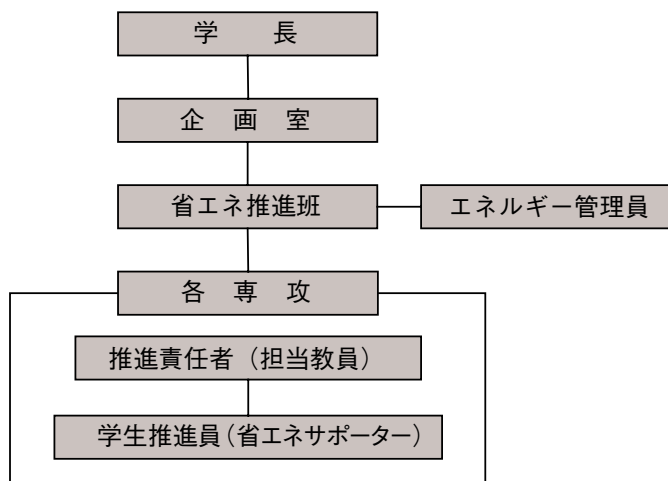 学　長
企　画　室
省エネ推進班
エネルギー管理員
各　専　攻
推進責任者（担当教員）
学生推進員（省エネサポーター）